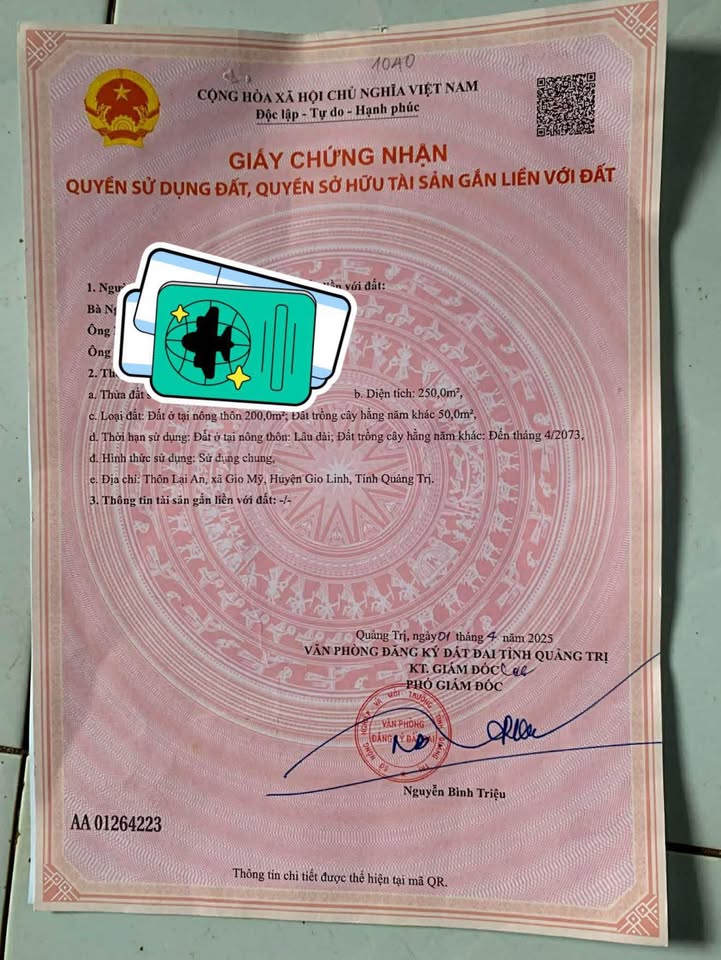 1040
CỘNG HÒA XÃ HỘI CHỦ NGHĨA VIỆT NAM
Độc lập - Tự do - Hạnh phúc
GIẤY CHỨNG NHẬN
QUYỀN SỬ DỤNG ĐẤT, QUYỀN SỞ HỮU TÀI SẢN GẮN LIỀN VỚI ĐẤT
1. liền với đất:
Bà
Ông
Ông
2.
a. Thửa đất b. Diện tích: 250,0m²,
c. Loại đất: Đất ở tại nông thôn 200,0m²; Đất trồng cây hằng năm khác 50,0m²,
d. Thời hạn sử dụng: Đất ở tại nông thôn: Lâu dài; Đất trồng cây hằng năm khác: Đến tháng 4/2073,
đ. Hình thức sử dụng: Sử dụng chung,
e. Địa chỉ: Thôn Lại An, xã Gio Mỹ, Huyện Gio Linh, Tỉnh Quảng Trị.
3. Thông tin tài sản gắn liền với đất: -/-
Quảng Trị, ngày 01 tháng 4 năm 2025
VĂN PHÒNG ĐĂNG KÝ ĐẤT ĐAI TỈNH QUẢNG TRỊ
KT. GIÁM ĐỐC
PHÓ GIÁM ĐỐC
VĂN PHÒNG
ĐĂNG KÝ ĐẤT ĐAI
Nguyễn Bình Triệu
AA 01264223
Thông tin chi tiết được thể hiện tại mã QR.